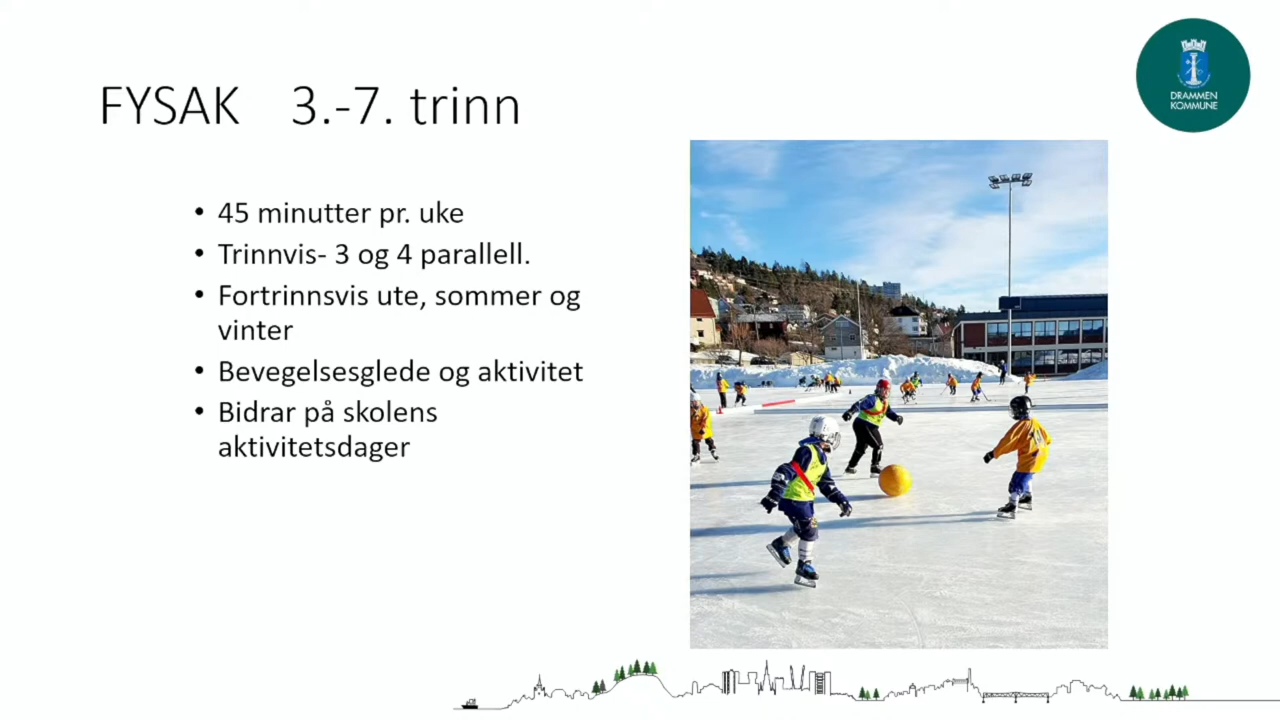 DRAMMEN
KOMMUNE
FYSAK 3.-7. trinn
• 45 minutter pr. uke
• Trinnvis- 3 og 4 parallell.
• Fortrinnsvis ute, sommer og
vinter
• Bevegelsesglede og aktivitet
• Bidrar på skolens
aktivitetsdager